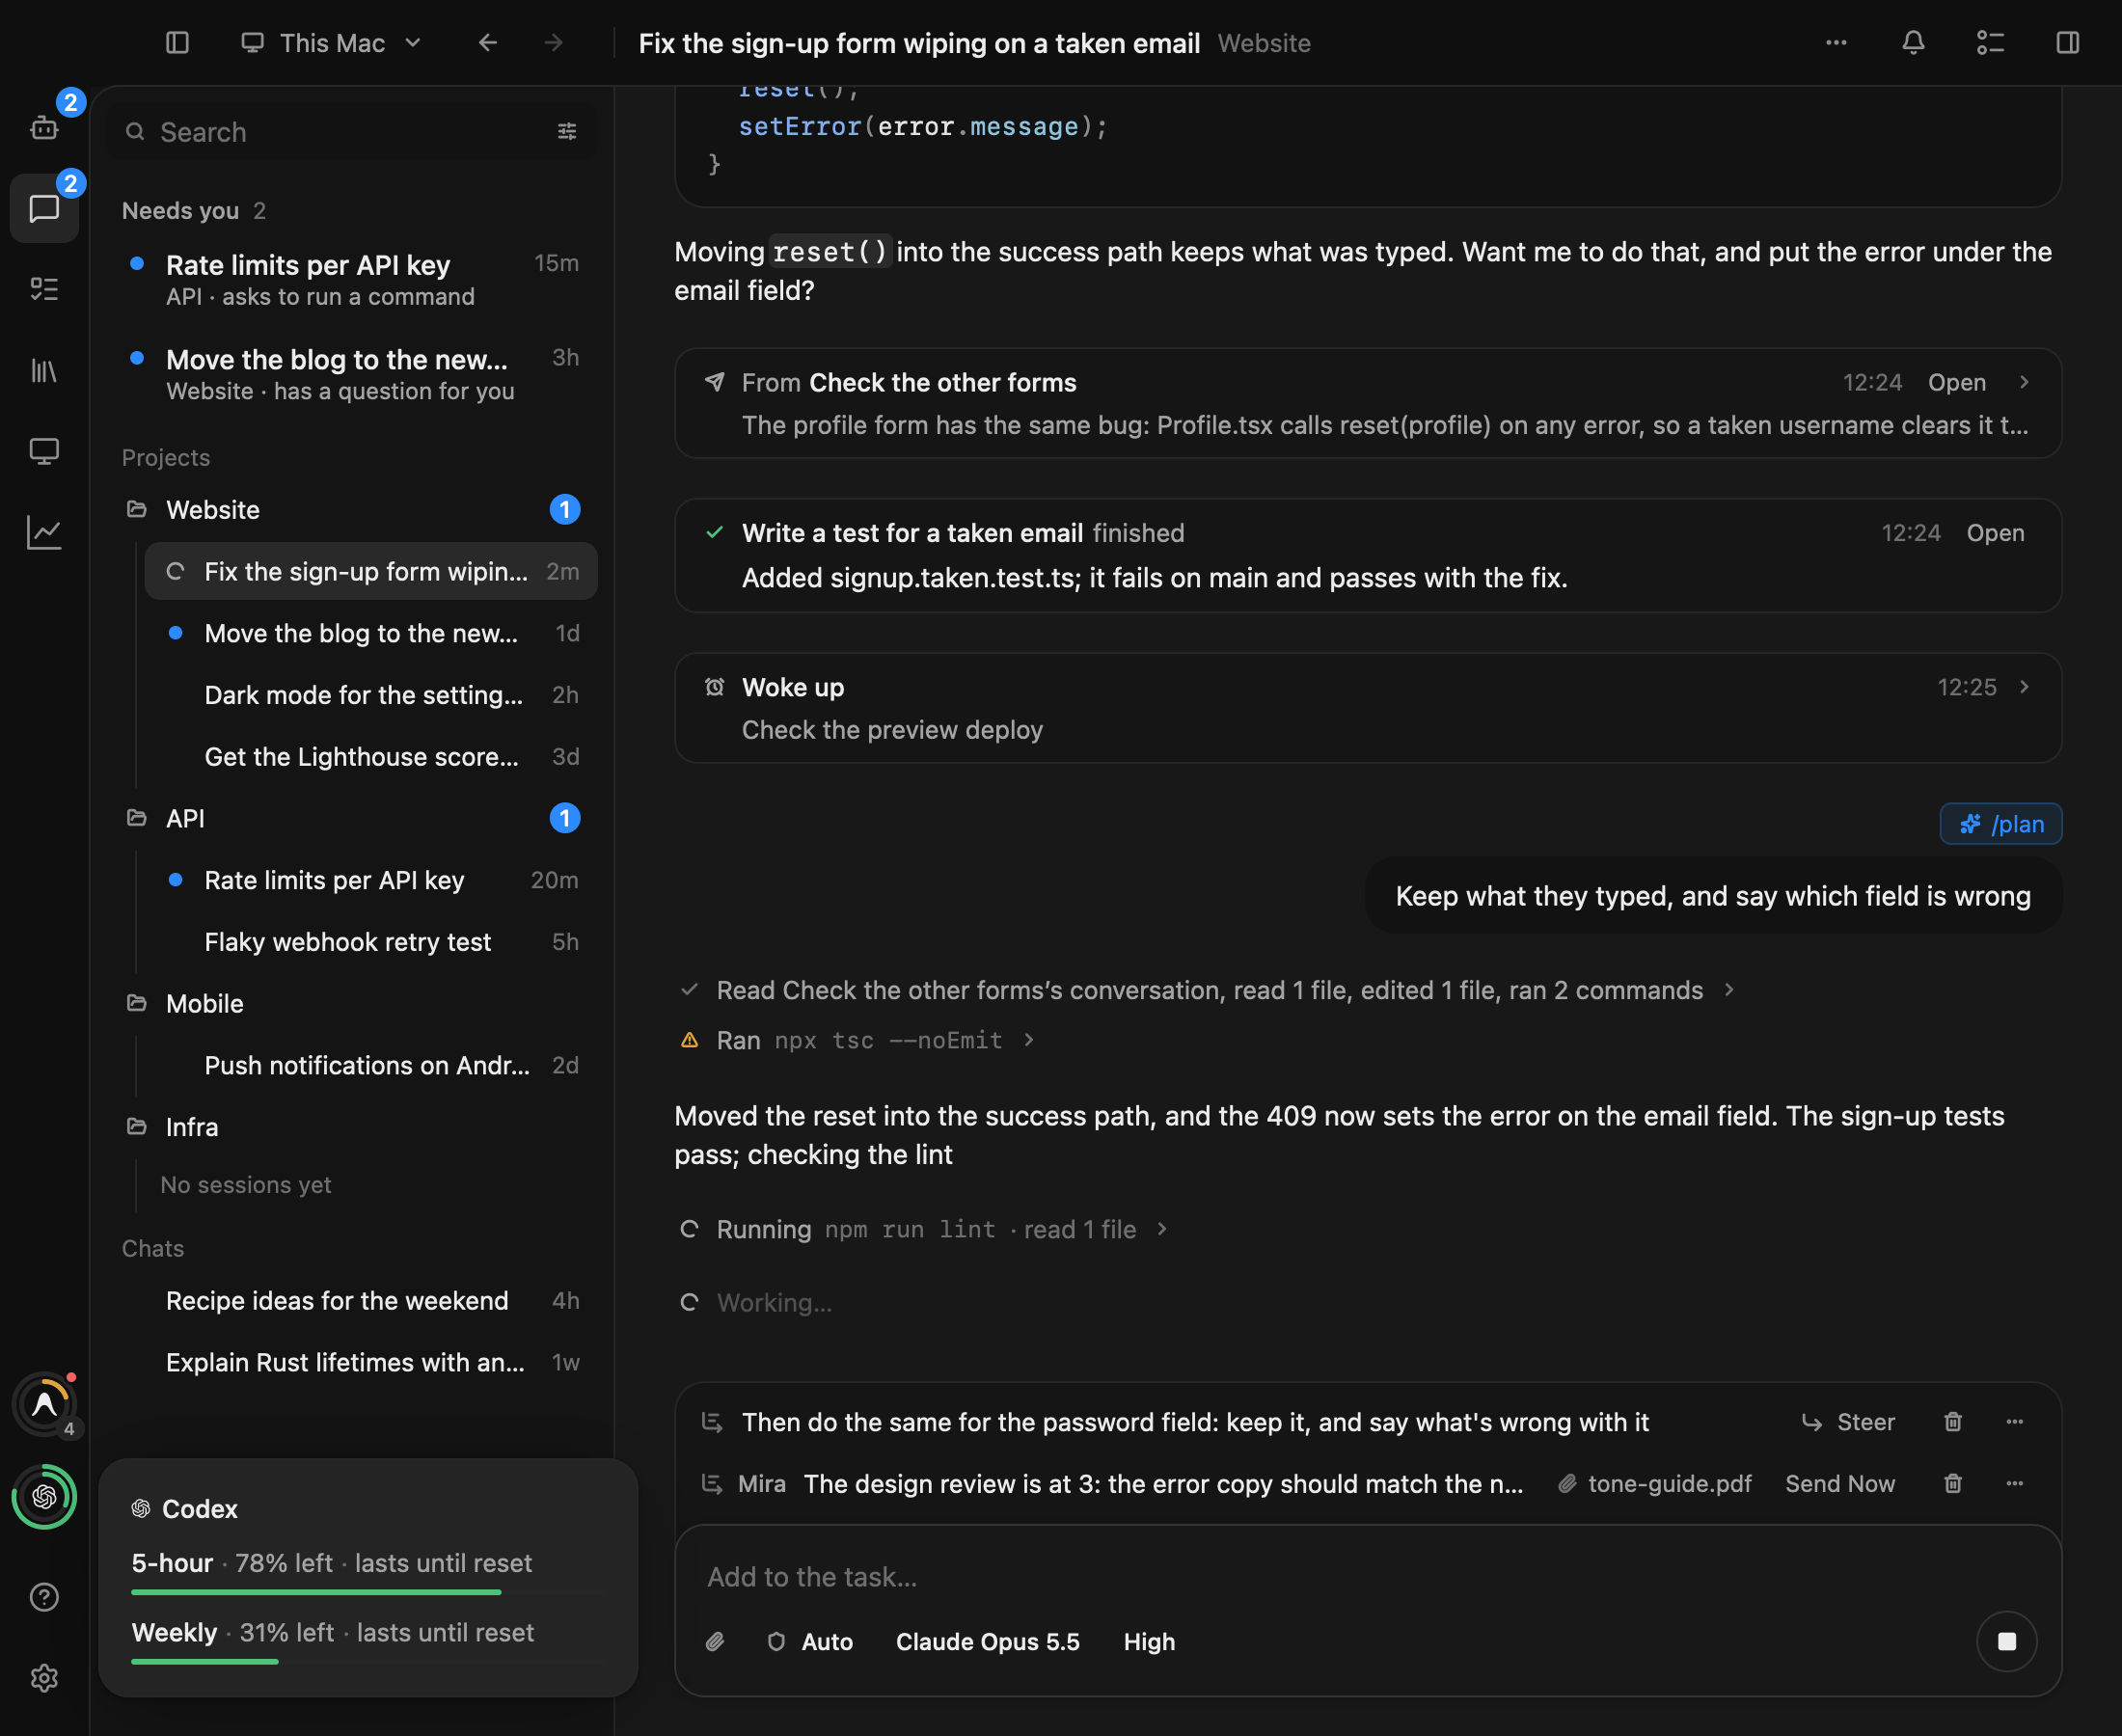 This Mac
Fix the sign-up form wiping on a taken email Website
2
2
Search
Needs you 2
Rate limits per API key 15m
API · asks to run a command
Move the blog to the new... 3h
Website · has a question for you
Projects
Website 1
Fix the sign-up form wipin... 2m
Move the blog to the new... 1d
Dark mode for the setting... 2h
Get the Lighthouse score... 3d
API 1
Rate limits per API key 20m
Flaky webhook retry test 5h
Mobile
Push notifications on Andr... 2d
Infra
No sessions yet
Chats
Recipe ideas for the weekend 4h
Explain Rust lifetimes with an... 1w
4
Codex
5-hour · 78% left · lasts until reset
Weekly · 31% left · lasts until reset
reset();
setError(error.message);
}
Moving reset() into the success path keeps what was typed. Want me to do that, and put the error under the
email field?
From Check the other forms 12:24 Open
The profile form has the same bug: Profile.tsx calls reset(profile) on any error, so a taken username clears it t...
Write a test for a taken email finished 12:24 Open
Added signup.taken.test.ts; it fails on main and passes with the fix.
Woke up 12:25
Check the preview deploy
/plan
Keep what they typed, and say which field is wrong
Read Check the other forms’s conversation, read 1 file, edited 1 file, ran 2 commands
Ran npx tsc --noEmit
Moved the reset into the success path, and the 409 now sets the error on the email field. The sign-up tests
pass; checking the lint
Running npm run lint · read 1 file
Working...
Then do the same for the password field: keep it, and say what's wrong with it Steer
Mira The design review is at 3: the error copy should match the n... tone-guide.pdf Send Now
Add to the task...
Auto Claude Opus 5.5 High